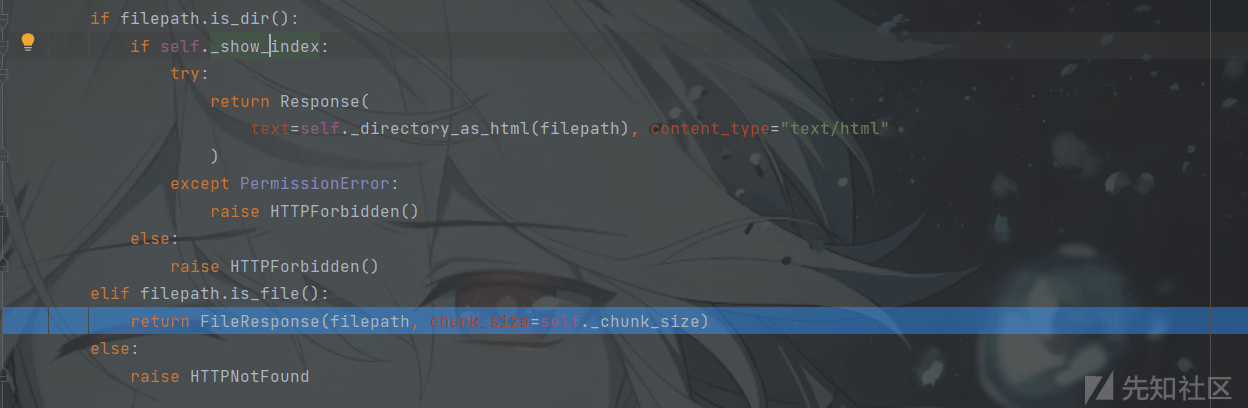 if filepath.is_dir():
if self._show_index:
try:
return Response(
text=self._directory_as_html(filepath), content_type="text/html"
)
except PermissionError:
raise HTTPForbidden()
else:
raise HTTPForbidden()
elif filepath.is_file():
return FileResponse(filepath, chunk_size=self._chunk_size)
else:
raise HTTPNotFound
先知社区